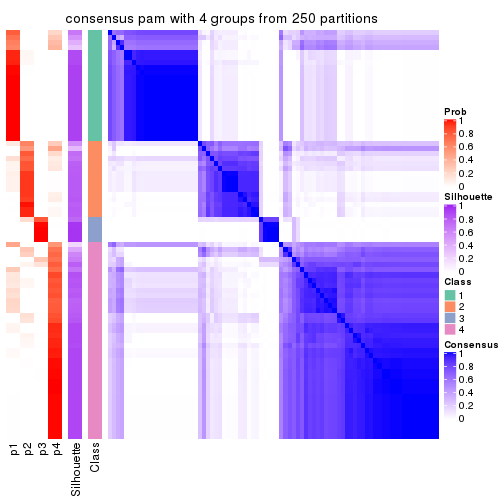 consensus pam with 4 groups from 250 partitions
Prob
1
0.8
0.6
0.4
0.2
0
Silhouette
1
0.8
0.6
0.4
0.2
0
Class
1
2
3
4
Consensus
1
0.8
0.6
0.4
0.2
0
p1
p2
p3
p4
Silhouette
Class